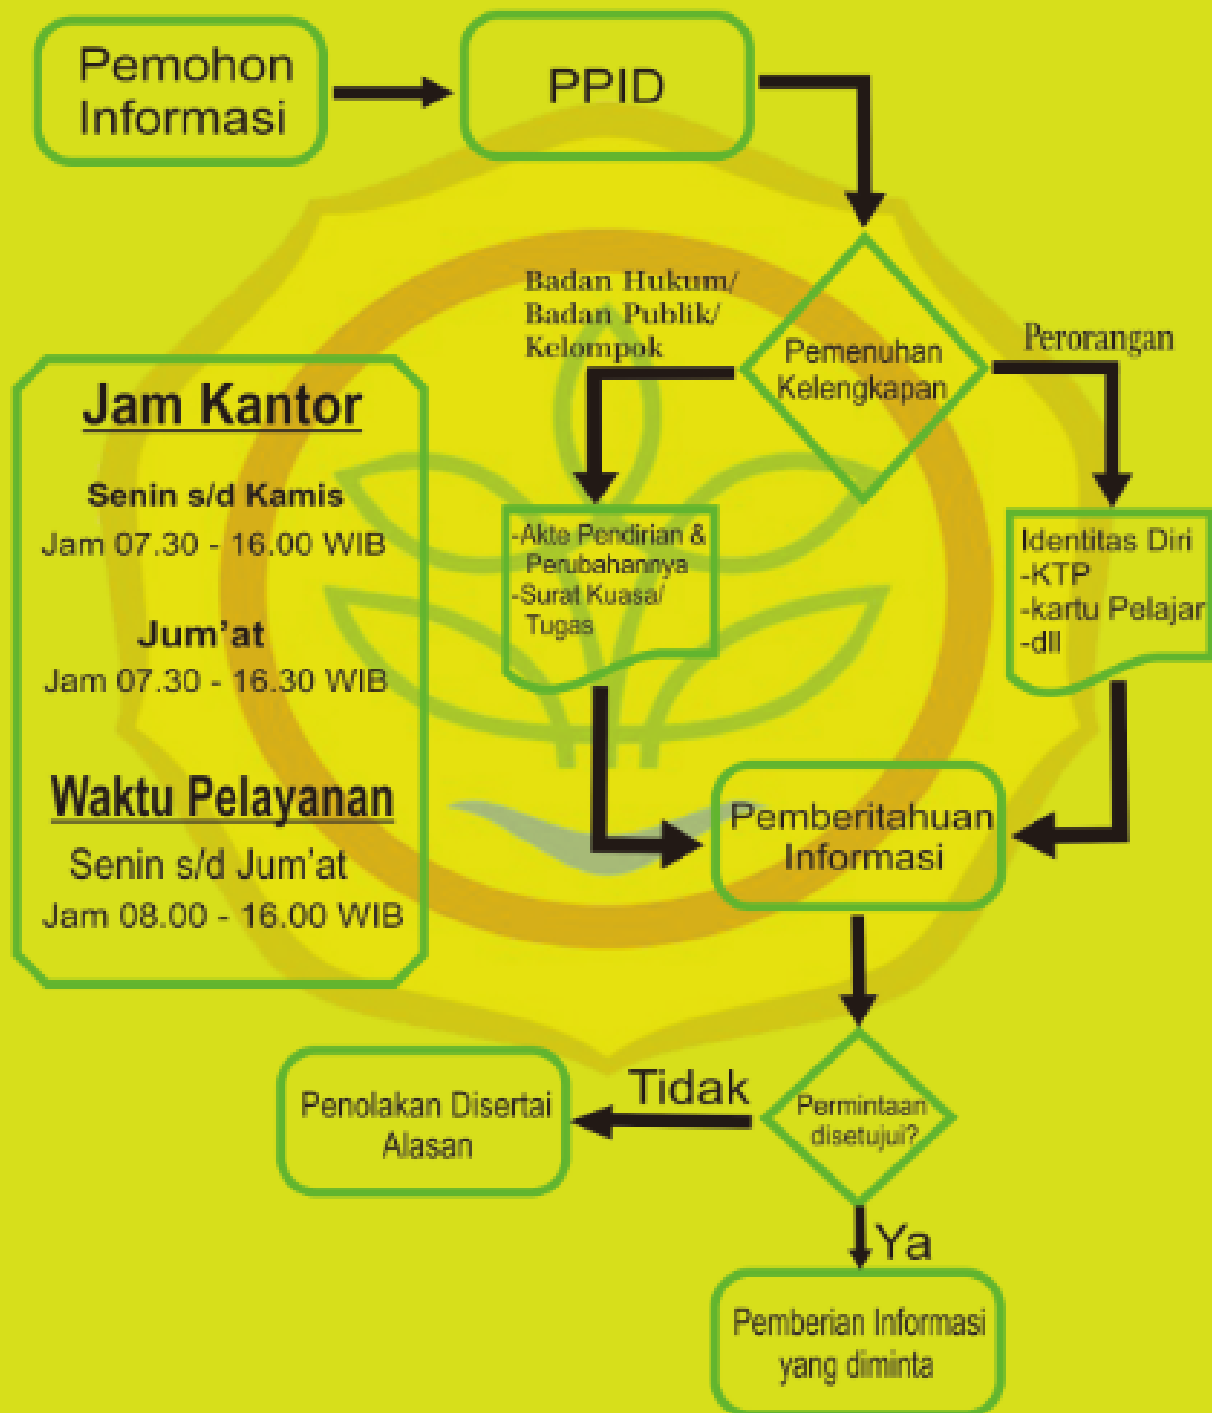 Pemohon
Informasi
PPID
Badan Hukum/
Badan Publik/
Kelompok
Pemenuhan
Kelengkapan
Perorangan
Jam Kantor
Senin s/d Kamis
Jam 07.30 - 16.00 WIB
Jum'at
Jam 07.30 - 16.30 WIB
Waktu Pelayanan
Senin s/d Jum'at
Jam 08.00 - 16.00 WIB
-Akte Pendirian &
Perubahannya
-Surat Kuasa/
Tugas
Identitas Diri
-KTP
-kartu Pelajar
-dll
Pemberitahuan
Informasi
Permintaan
disetujui?
Tidak
Penolakan Disertai
Alasan
Ya
Pemberian Informasi
yang diminta